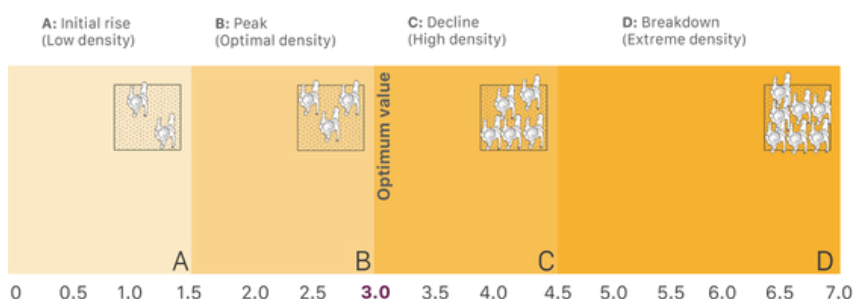 A: Initial rise
(Low density)
B: Peak
(Optimal density)
C: Decline
(High density)
D: Breakdown
(Extreme density)
Optimum value
A
B
C
D
0 0.5 1.0 1.5 2.0 2.5 3.0 3.5 4.0 4.5 5.0 5.5 6.0 6.5 7.0